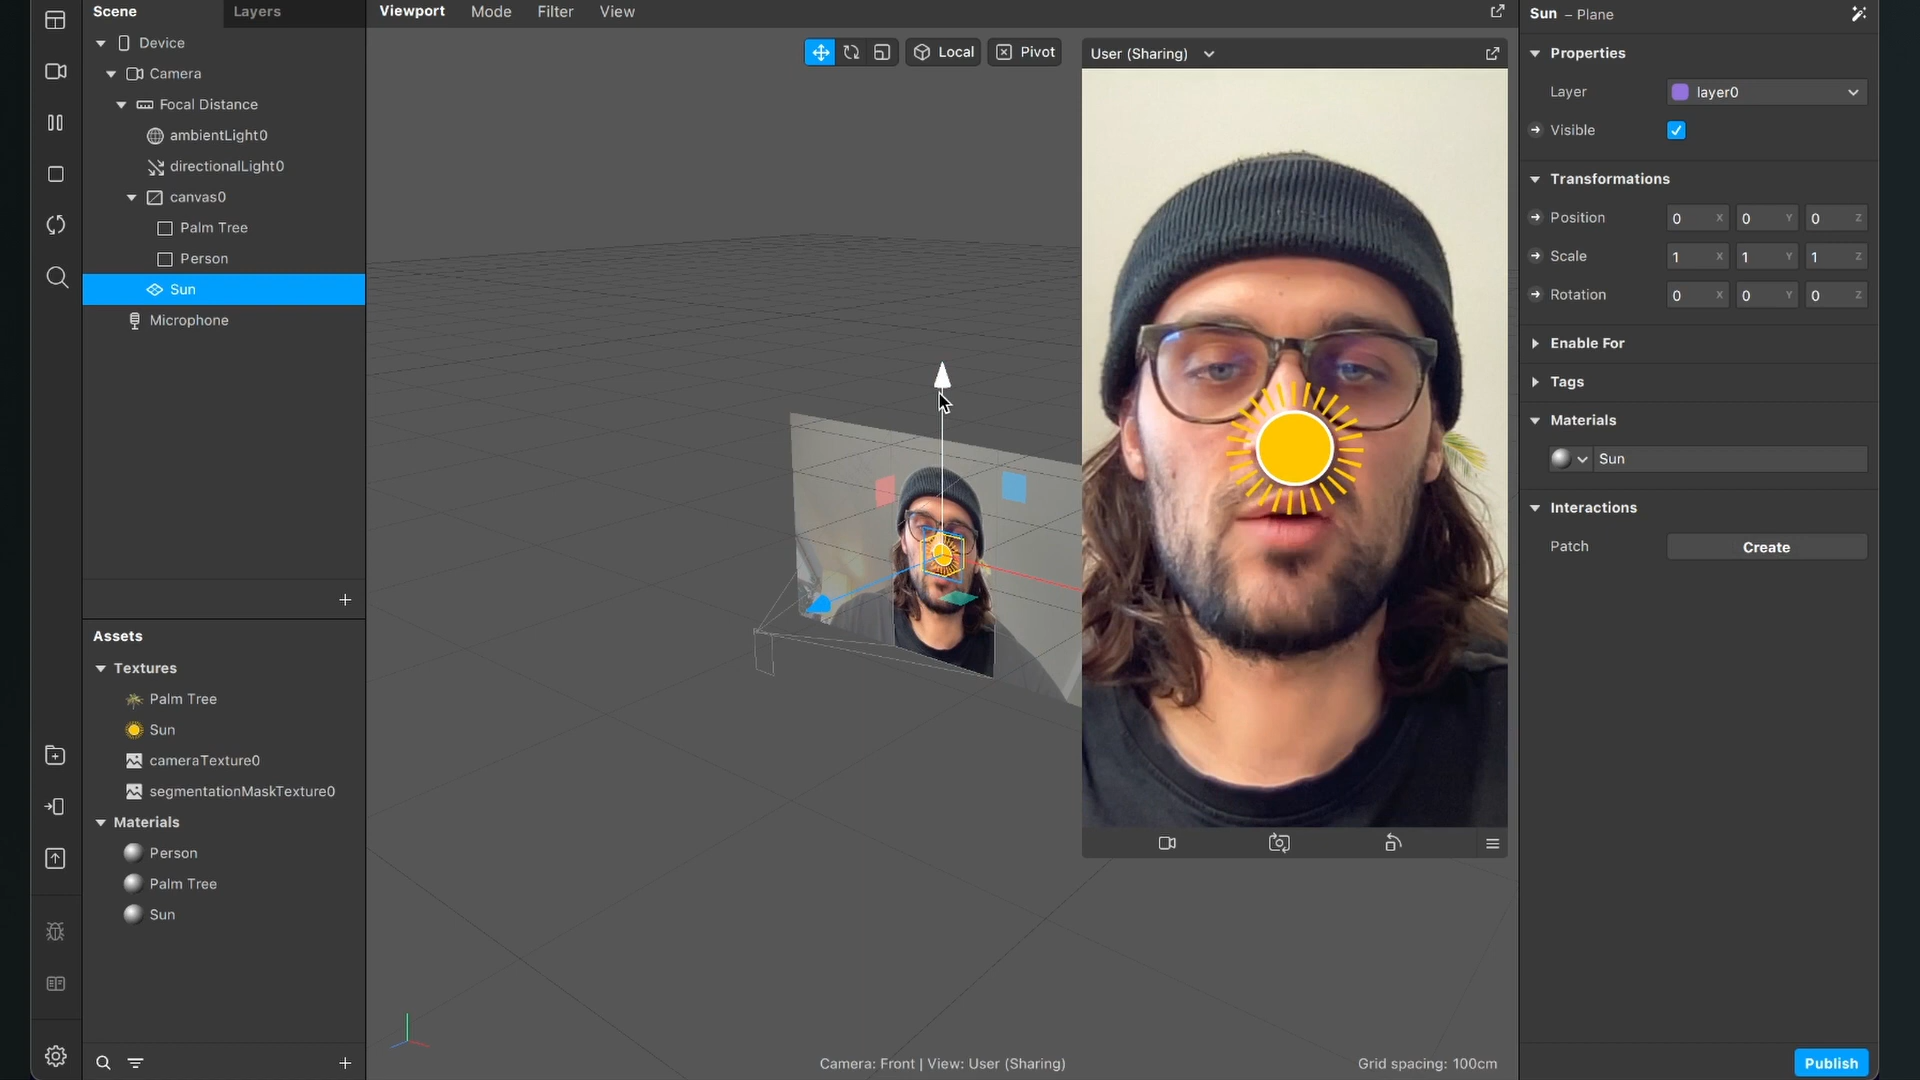 Scene
Layers
Device
Camera
Focal Distance
ambientLight0
directionalLight0
canvas0
Palm Tree
Person
Sun
Microphone
Assets
Textures
Palm Tree
Sun
cameraTexture0
segmentationMaskTexture0
Materials
Person
Palm Tree
Sun
Viewport
Mode
Filter
View
Local
Pivot
User (Sharing)
Camera: Front | View: User (Sharing)
Grid spacing: 100cm
Sun – Plane
Properties
Layer
layer0
Visible
Transformations
Position
0 X
0 Y
0 Z
Scale
1 X
1 Y
1 Z
Rotation
0 X
0 Y
0 Z
Enable For
Tags
Materials
Sun
Interactions
Patch
Create
Publish